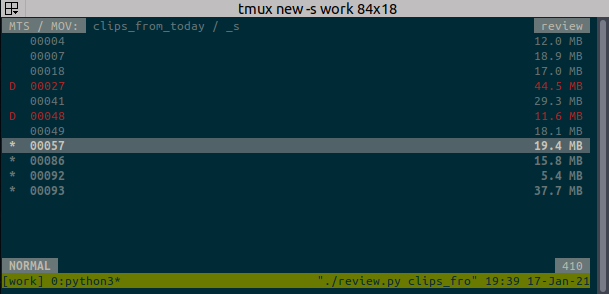 tmux new -s work 84x18
MTS / MOV: clips_from_today / _s review
00004 12.0 MB
00007 18.9 MB
00018 17.0 MB
D 00027 44.5 MB
00041 29.3 MB
D 00048 11.6 MB
00049 18.1 MB
* 00057 19.4 MB
* 00086 15.8 MB
* 00092 5.4 MB
* 00093 37.7 MB
NORMAL 410
[work] 0:python3* "./review.py clips_fro" 19:39 17-Jan-21